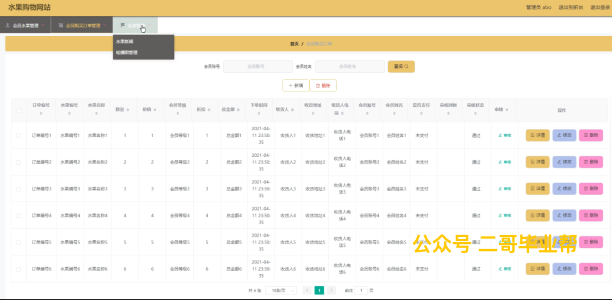 水果购物网站
管理员 abo 退出到前台 退出登录
会员水果管理 会员购买订单管理
水果新闻
轮播图管理
首页 /
会员账号 会员账号 会员姓名 会员姓名 查询
+ 新增 删除
订单编号 水果编号 水果名称 数量 价格 会员等级 折扣 总金额 下单时间 收货人 收货地址 收货人电话 会员账号 会员姓名 是否支付 审核回复 审核状态 审核 操作
订单编号1 水果编号1 水果名称1 1 1 会员等级1 1 总金额1 2021-04-11 23:50:35 收货人1 收货地址1 收货人电话1 会员账号1 会员姓名1 未支付 通过 审核 详情 修改 删除
订单编号2 水果编号2 水果名称2 2 2 会员等级2 2 总金额2 2021-04-11 23:50:35 收货人2 收货地址2 收货人电话2 会员账号2 会员姓名2 未支付 通过 审核 详情 修改 删除
订单编号3 水果编号3 水果名称3 3 3 会员等级3 3 总金额3 2021-04-11 23:50:35 收货人3 收货地址3 收货人电话3 会员账号3 会员姓名3 未支付 通过 审核 详情 修改 删除
订单编号4 水果编号4 水果名称4 4 4 会员等级4 4 总金额4 2021-04-11 23:50:35 收货人4 收货地址4 收货人电话4 会员账号4 会员姓名4 未支付 通过 审核 详情 修改 删除
订单编号5 水果编号5 水果名称5 5 5 会员等级5 5 总金额5 2021-04-11 23:50:35 收货人5 收货地址5 收货人电话5 会员账号5 会员姓名5 未支付 通过 审核 详情 修改 删除
公众号 二哥毕业帮
订单编号6 水果编号6 水果名称6 6 6 会员等级6 6 总金额6 2021-04-11 23:50:35 收货人6 收货地址6 收货人电话6 会员账号6 会员姓名6 未支付 通过 审核 详情 修改 删除
共 6 条 10条/页 1 前往 1 页